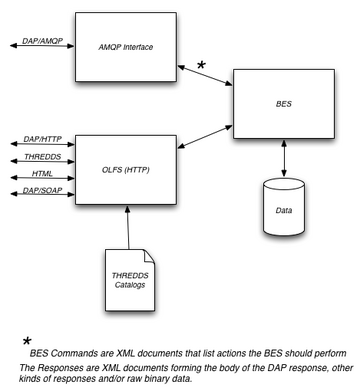 DAP/AMQP
AMQP Interface
*
BES
DAP/HTTP
THREDDS
HTML
DAP/SOAP
OLFS (HTTP)
Data
THREDDS
Catalogs
*
BES Commands are XML documents that list actions the BES should perform
The Responses are XML documents forming the body of the DAP response, other
kinds of responses and/or raw binary data.